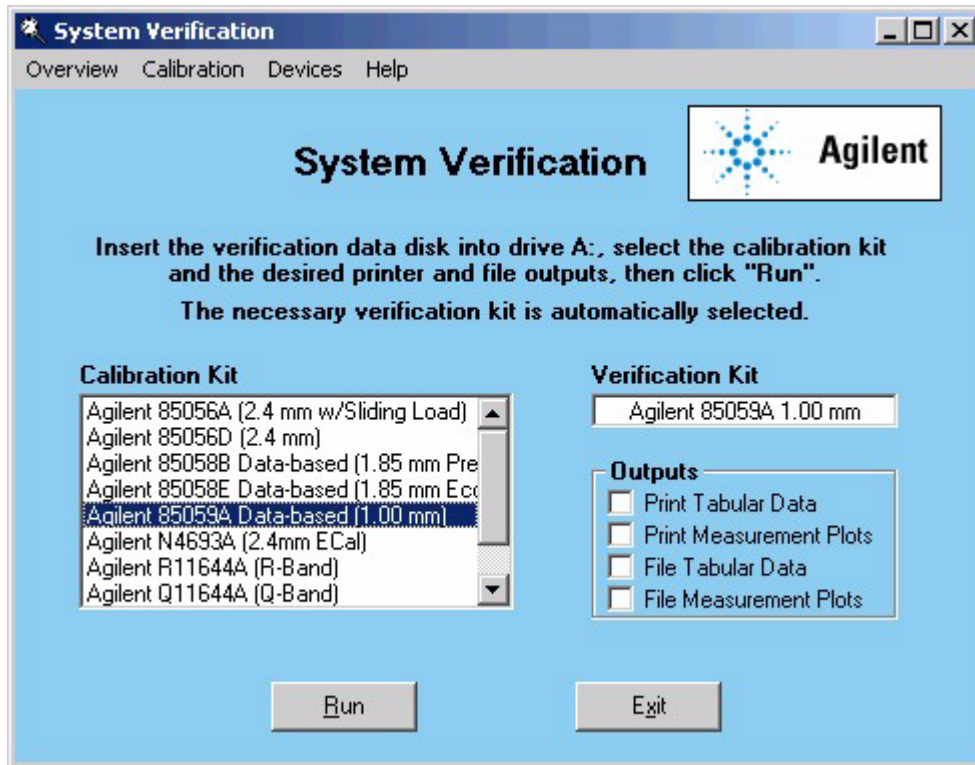 System Verification
Overview Calibration Devices Help
System Verification
Agilent
Insert the verification data disk into drive A:, select the calibration kit
and the desired printer and file outputs, then click "Run".
The necessary verification kit is automatically selected.
Calibration Kit
Agilent 85056A (2.4 mm w/Sliding Load)
Agilent 85056D (2.4 mm)
Agilent 85058B Data-based (1.85 mm Pre
Agilent 85058E Data-based (1.85 mm Eco
Agilent 85059A Data-based (1.00 mm)
Agilent N4693A (2.4mm ECal)
Agilent R11644A (R-Band)
Agilent Q11644A (Q-Band)
Verification Kit
Agilent 85059A 1.00 mm
Outputs
Print Tabular Data
Print Measurement Plots
File Tabular Data
File Measurement Plots
Run
Exit